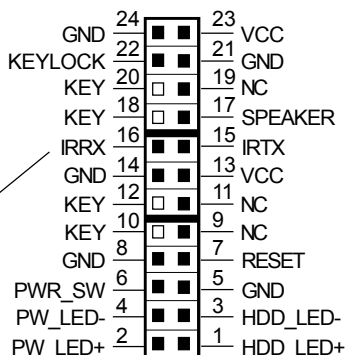 GND 24 23 VCC
KEYLOCK 22 21 GND
KEY 20 19 NC
KEY 18 17 SPEAKER
IRRX 16 15 IRTX
GND 14 13 VCC
KEY 12 11 NC
KEY 10 9 NC
GND 8 7 RESET
PWR_SW 6 5 GND
PW_LED- 4 3 HDD_LED-
PW_LED+ 2 1 HDD_LED+